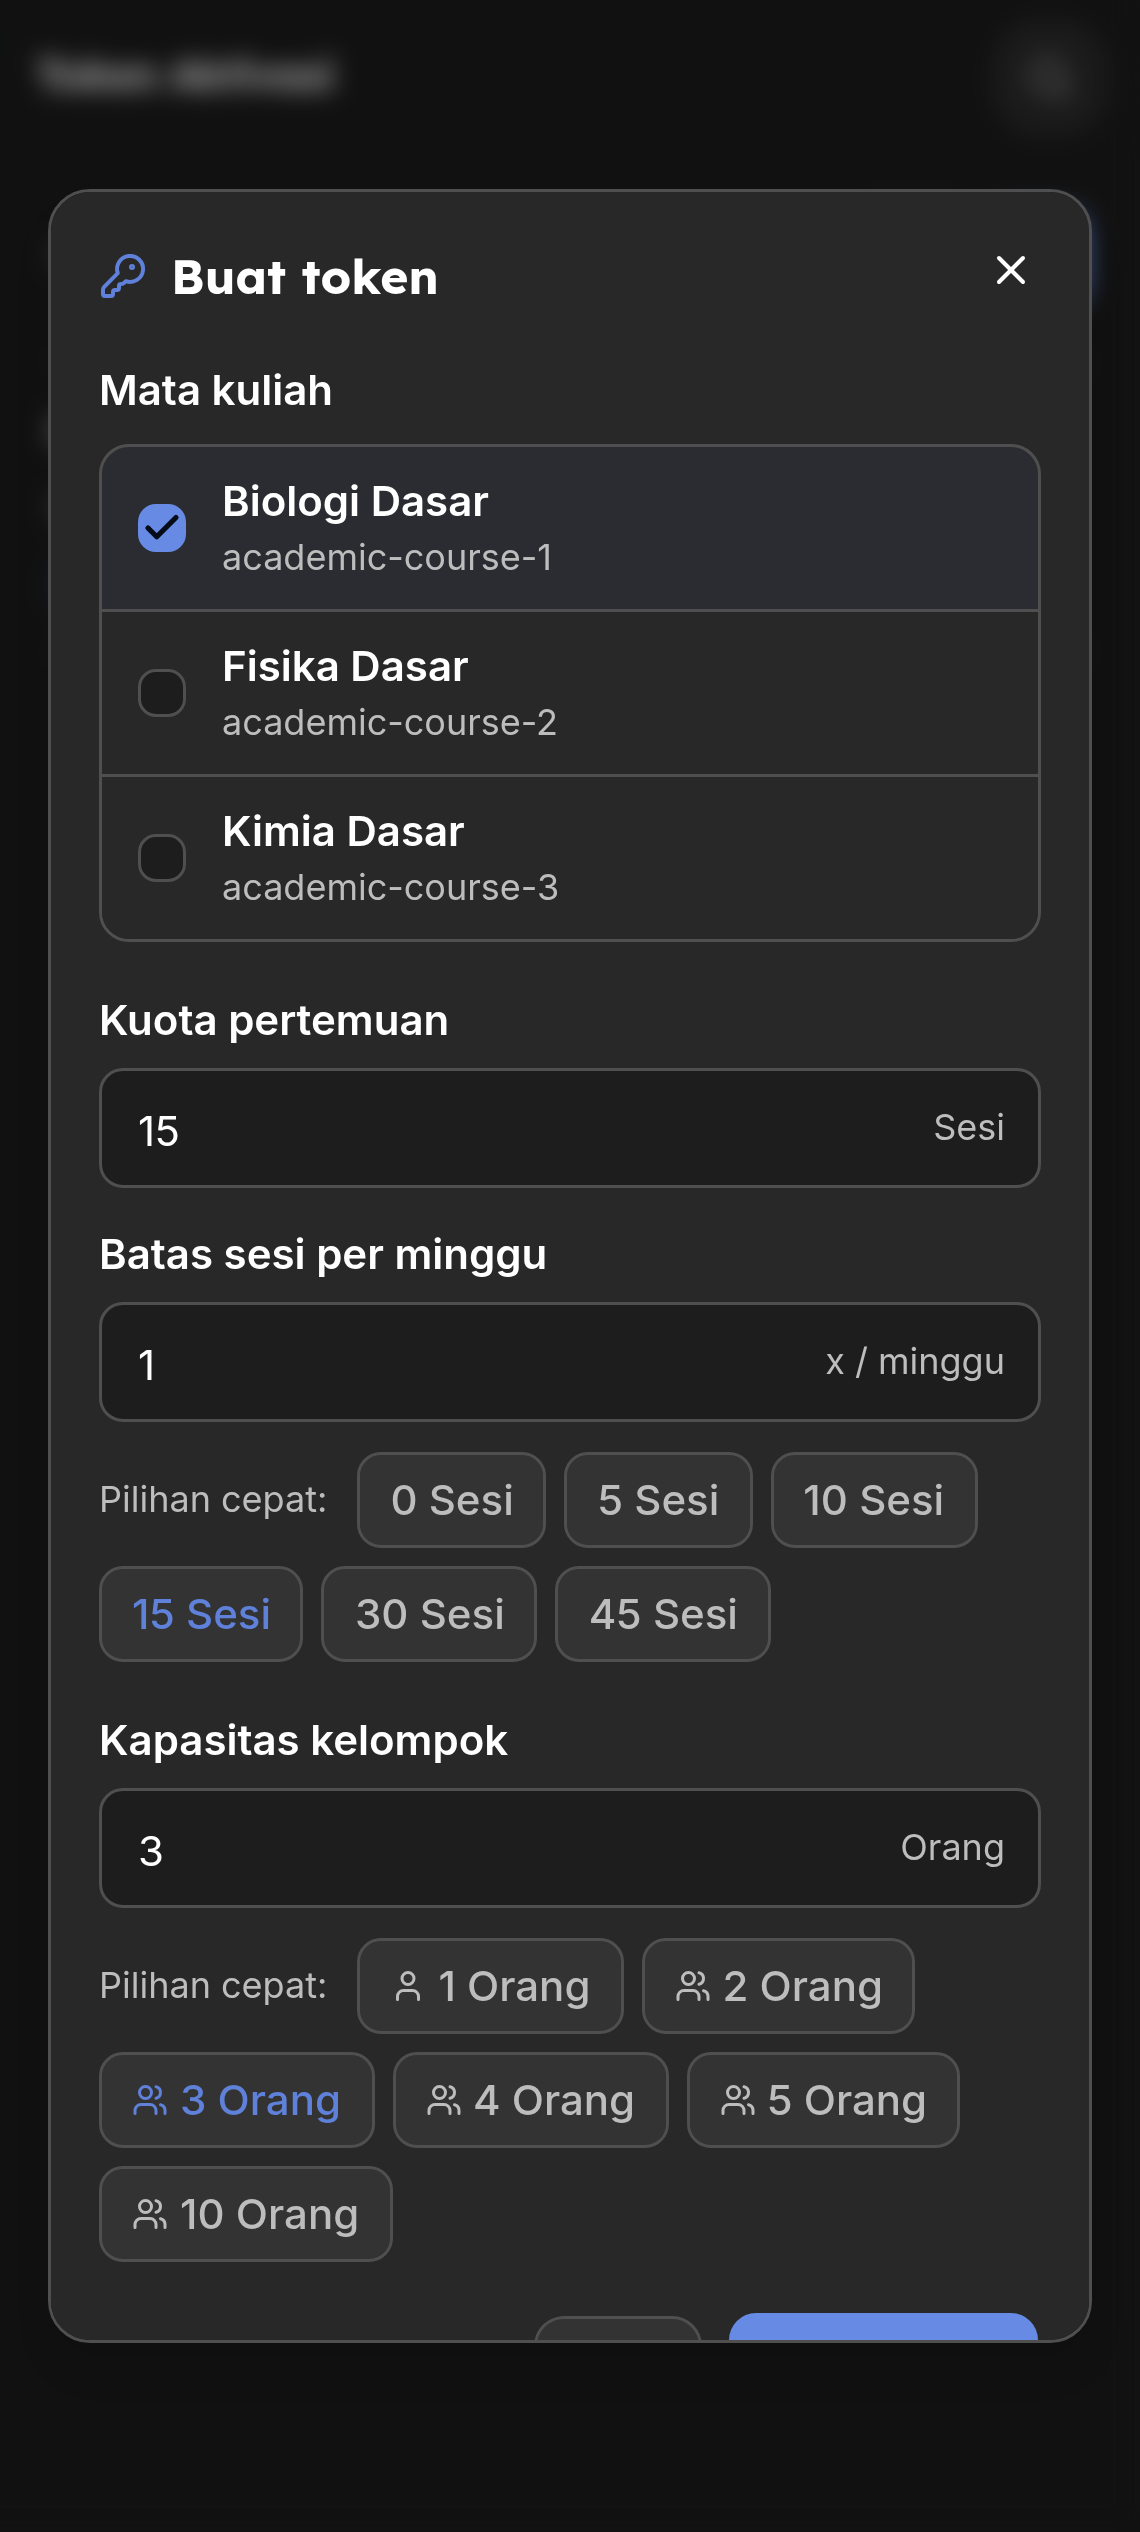 Buat token
Mata kuliah
Biologi Dasar
academic-course-1
Fisika Dasar
academic-course-2
Kimia Dasar
academic-course-3
Kuota pertemuan
15 Sesi
Batas sesi per minggu
1 x / minggu
Pilihan cepat: 0 Sesi 5 Sesi 10 Sesi
15 Sesi 30 Sesi 45 Sesi
Kapasitas kelompok
3 Orang
Pilihan cepat: 1 Orang 2 Orang
3 Orang 4 Orang 5 Orang
10 Orang